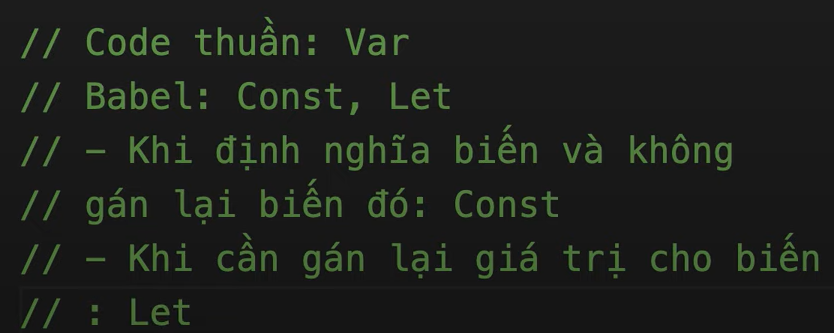 // Code thuần: Var
// Babel: Const, Let
// - Khi định nghĩa biến và không
// gán lại biến đó: Const
// - Khi cần gán lại giá trị cho biến
// : Let